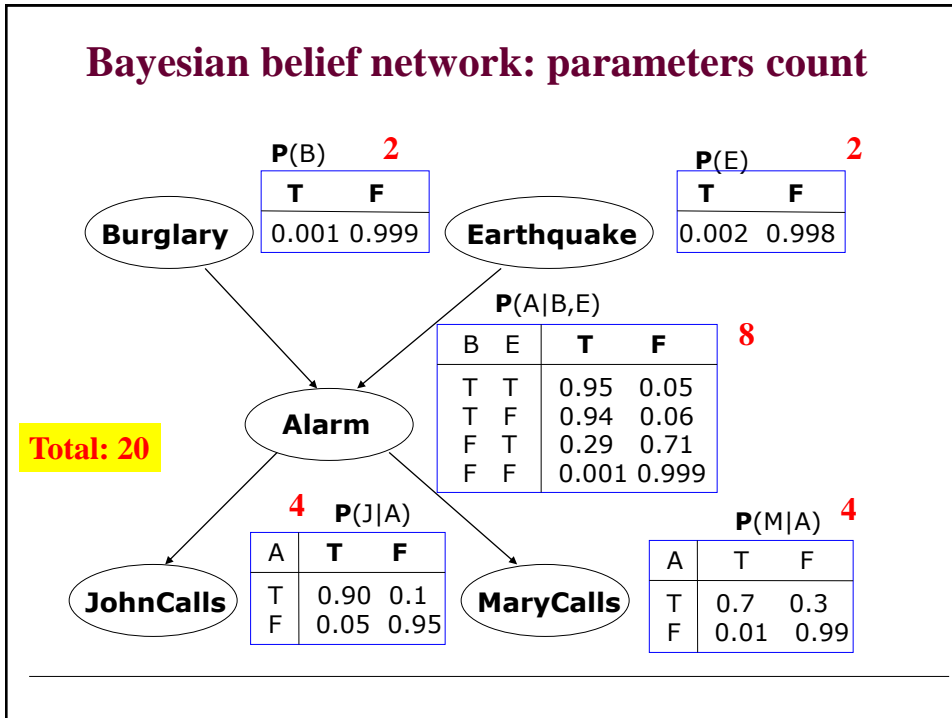 Bayesian belief network: parameters count
P(B) 2
T F
0.001 0.999
P(E) 2
T F
0.002 0.998
Burglary
Earthquake
P(A|B,E)
8
B E T F
T T 0.95 0.05
T F 0.94 0.06
F T 0.29 0.71
F F 0.001 0.999
Alarm
Total: 20
4 P(J|A)
A T F
T 0.90 0.1
F 0.05 0.95
P(M|A) 4
A T F
T 0.7 0.3
F 0.01 0.99
JohnCalls
MaryCalls